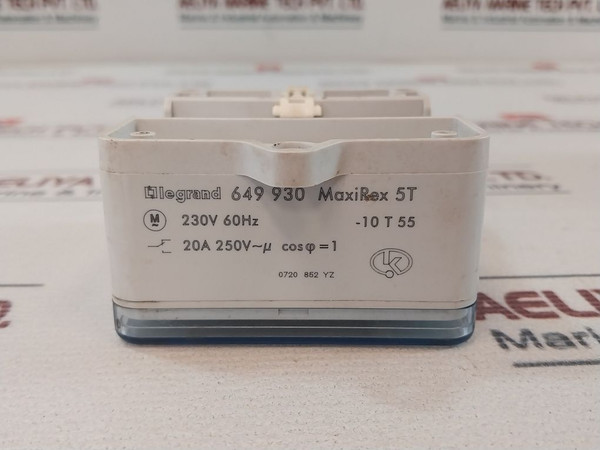 legrand 649 930 MaxiRex 5T
M 230V 60Hz -10 T 55
20A 250V~µ cosφ=1
0720 852 YZ